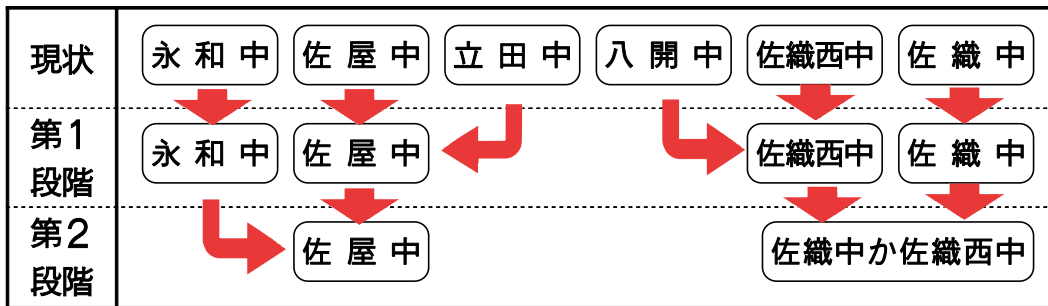 現状 永和中 佐屋中 立田中 八開中 佐織西中 佐織中
第1段階 永和中 佐屋中 佐織西中 佐織中
第2段階 佐屋中 佐織中か佐織西中